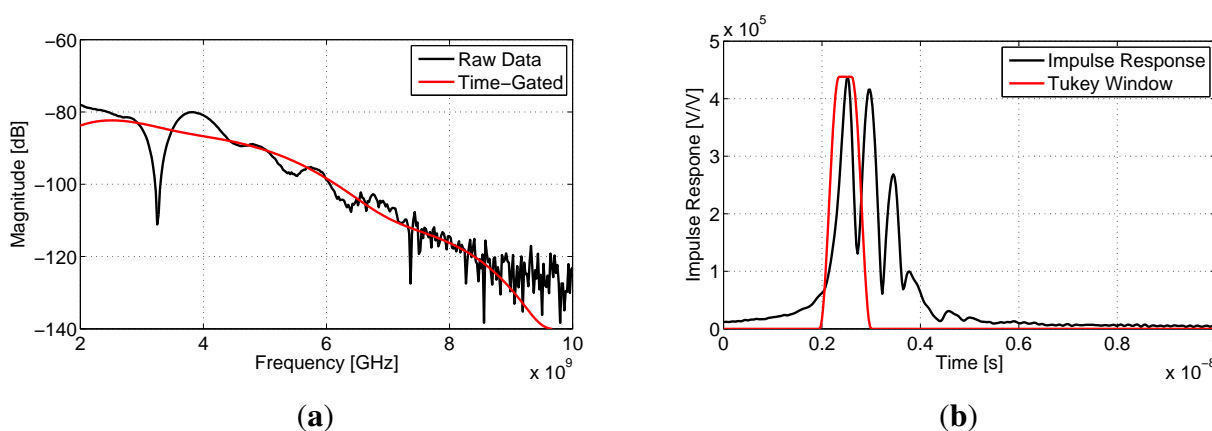 −60
−80
−100
−120
−140
Magnitude [dB]
2
4
6
8
10
Frequency [GHz]
x 10^9
Raw Data
Time−Gated
(a)
x 10^5
5
4
3
2
1
0
Impulse Respone [V/V]
0
0.2
0.4
0.6
0.8
Time [s]
x 10^-8
Impulse Response
Tukey Window
(b)